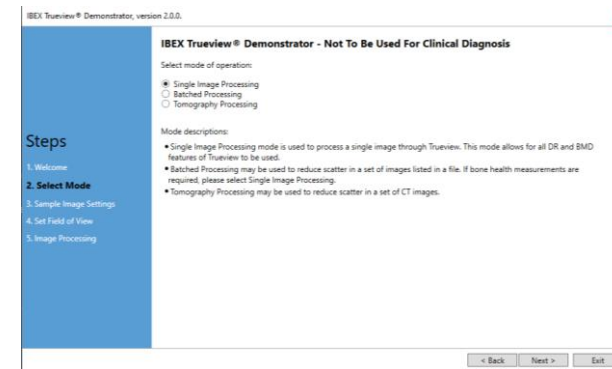 IBEX Trueview® Demonstrator, version 2.0.0.
IBEX Trueview® Demonstrator - Not To Be Used For Clinical Diagnosis
Select mode of operation:
Single Image Processing
Batched Processing
Tomography Processing
Mode descriptions:
• Single Image Processing mode is used to process a single image through Trueview. This mode allows for all DR and BMD
features of Trueview to be used.
• Batched Processing may be used to reduce scatter in a set of images listed in a file. If bone health measurements are
required, please select Single Image Processing.
• Tomography Processing may be used to reduce scatter in a set of CT images.
Steps
1. Welcome
2. Select Mode
3. Sample Image Settings
4. Set Field of View
5. Image Processing
< Back Next > Exit